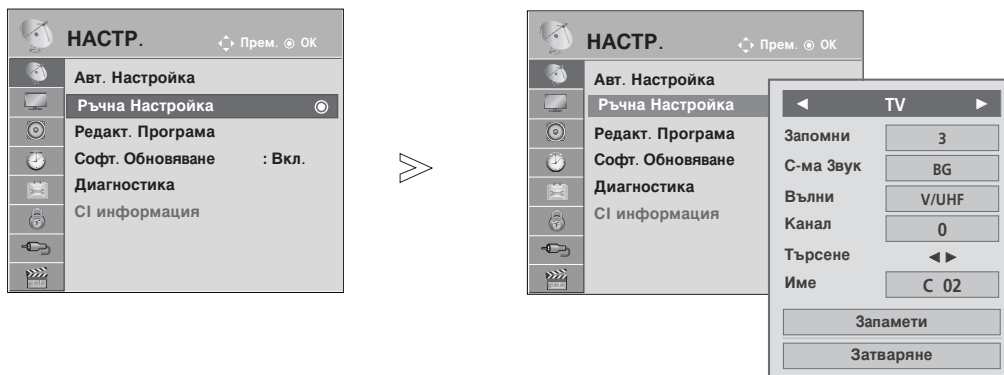 НАСТР. Прем. ОК
Авт. Настройка
Ръчна Настройка
Редакт. Програма
Софт. Обновяване : Вкл.
Диагностика
CI информация
НАСТР. Прем. ОК
Авт. Настройка
Ръчна Настройка
Редакт. Програма
Софт. Обновяване
Диагностика
CI информация
◄ TV ►
Запомни 3
С-ма Звук BG
Вълни V/UHF
Канал 0
Търсене ◄ ►
Име C 02
Запамети
Затваряне